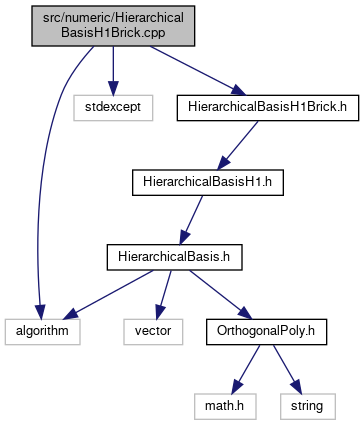 src/numeric/Hierarchical
BasisH1Brick.cpp
stdexcept
HierarchicalBasisH1Brick.h
HierarchicalBasisH1.h
HierarchicalBasis.h
algorithm
vector
OrthogonalPoly.h
math.h
string